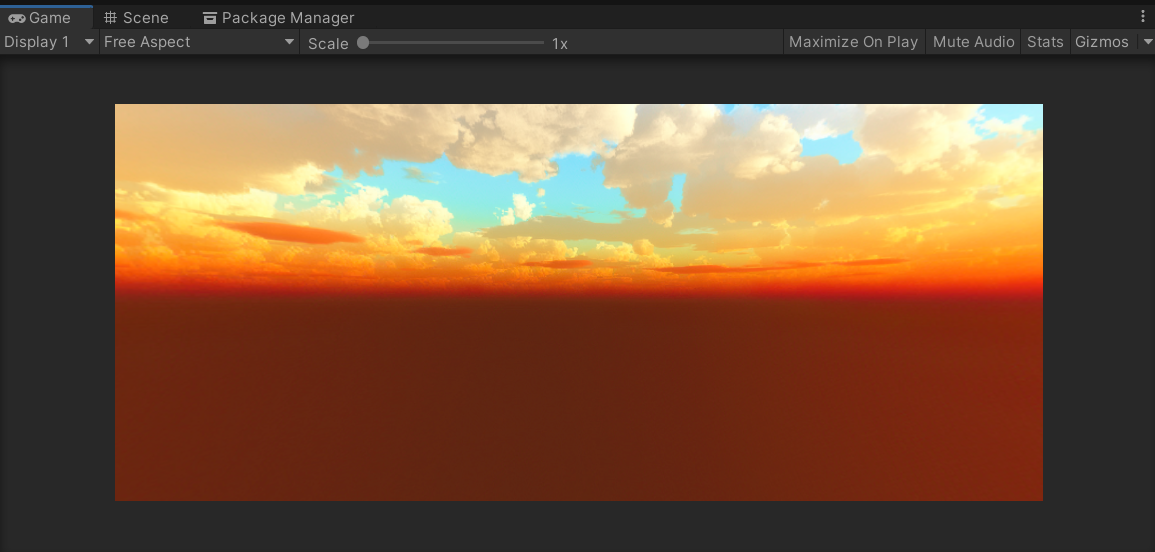 Game Scene Package Manager
Display 1 Free Aspect Scale 1x Maximize On Play Mute Audio Stats Gizmos